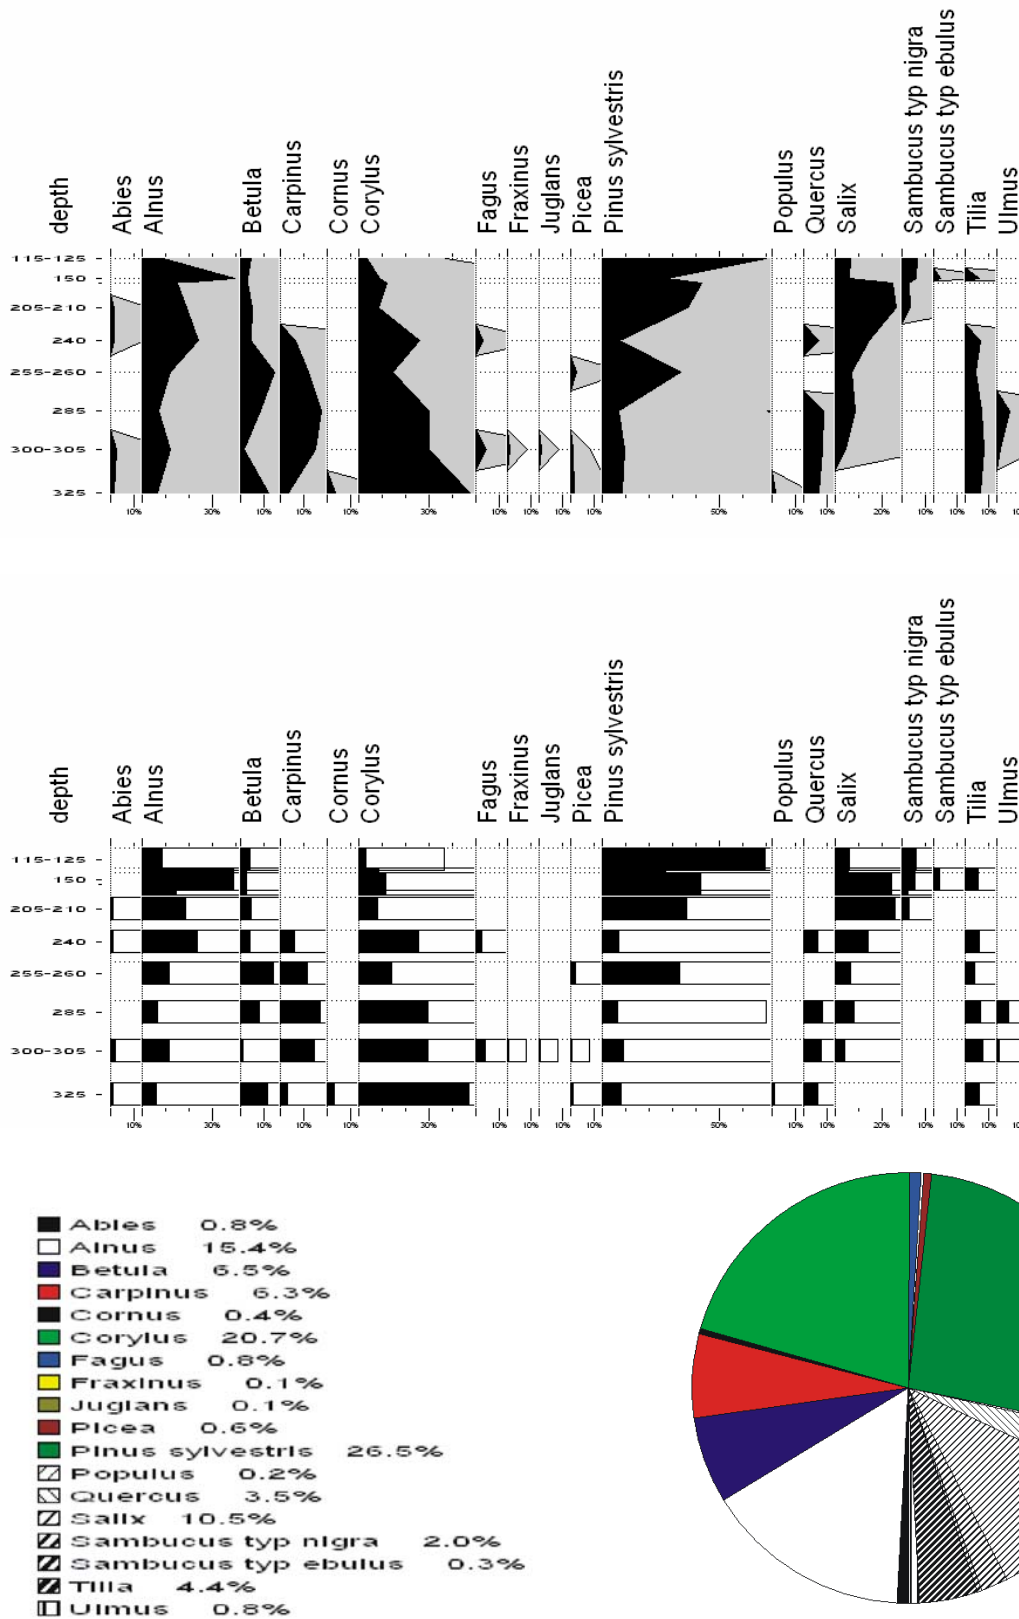 depth
Abies
Alnus
Betula
Carpinus
Cornus
Corylus
Fagus
Fraxinus
Juglans
Picea
Pinus sylvestris
Populus
Quercus
Salix
Sambucus typ nigra
Sambucus typ ebulus
Tilia
Ulmus
115-125
150
205-210
240
255-260
285
300-305
325
10% 30% 10% 10% 10% 30% 10% 10% 10% 10% 50% 10% 10% 20% 10% 10% 10%
depth
Abies
Alnus
Betula
Carpinus
Cornus
Corylus
Fagus
Fraxinus
Juglans
Picea
Pinus sylvestris
Populus
Quercus
Salix
Sambucus typ nigra
Sambucus typ ebulus
Tilia
Ulmus
115-125
150
205-210
240
255-260
285
300-305
325
10% 30% 10% 10% 10% 30% 10% 10% 10% 10% 50% 10% 10% 20% 10% 10% 10%
Abies 0.8%
Alnus 15.4%
Betula 6.5%
Carpinus 6.3%
Cornus 0.4%
Corylus 20.7%
Fagus 0.8%
Fraxinus 0.1%
Juglans 0.1%
Picea 0.6%
Pinus sylvestris 26.5%
Populus 0.2%
Quercus 3.5%
Salix 10.5%
Sambucus typ nigra 2.0%
Sambucus typ ebulus 0.3%
Tilia 4.4%
Ulmus 0.8%